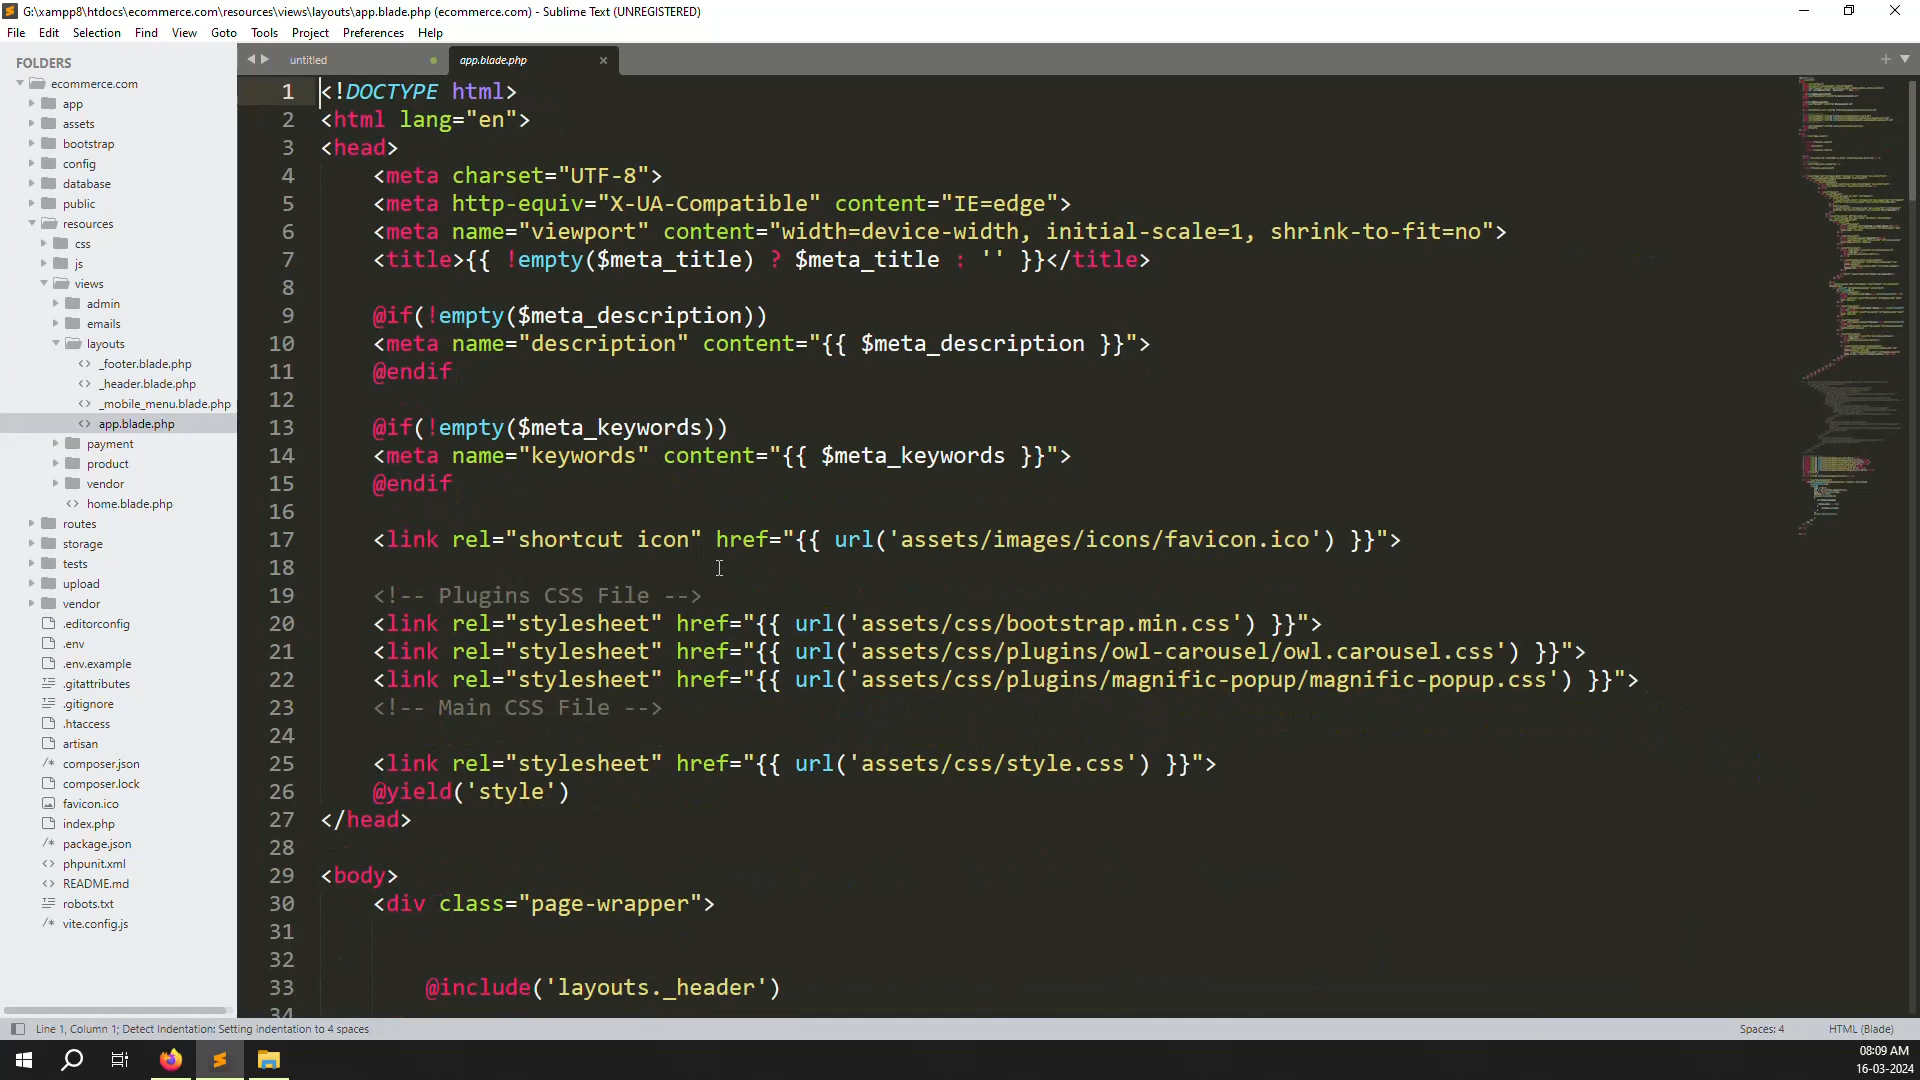 G:\xampp8\htdocs\ecommerce.com\resources\views\layouts\app.blade.php (ecommerce.com) - Sublime Text (UNREGISTERED)
File Edit Selection Find View Goto Tools Project Preferences Help
FOLDERS
ecommerce.com
app
assets
bootstrap
config
database
public
resources
css
js
views
admin
emails
layouts
_footer.blade.php
_header.blade.php
_mobile_menu.blade.php
app.blade.php
payment
product
vendor
home.blade.php
routes
storage
tests
upload
vendor
.editorconfig
.env
.env.example
.gitattributes
.gitignore
.htaccess
artisan
composer.json
composer.lock
favicon.ico
index.php
package.json
phpunit.xml
README.md
robots.txt
vite.config.js
untitled
app.blade.php
1 <!DOCTYPE html>
2 <html lang="en">
3 <head>
4 <meta charset="UTF-8">
5 <meta http-equiv="X-UA-Compatible" content="IE=edge">
6 <meta name="viewport" content="width=device-width, initial-scale=1, shrink-to-fit=no">
7 <title>{{ !empty($meta_title) ? $meta_title : '' }}</title>
8
9 @if(!empty($meta_description))
10 <meta name="description" content="{{ $meta_description }}">
11 @endif
12
13 @if(!empty($meta_keywords))
14 <meta name="keywords" content="{{ $meta_keywords }}">
15 @endif
16
17 <link rel="shortcut icon" href="{{ url('assets/images/icons/favicon.ico') }}">
18
19 <!-- Plugins CSS File -->
20 <link rel="stylesheet" href="{{ url('assets/css/bootstrap.min.css') }}">
21 <link rel="stylesheet" href="{{ url('assets/css/plugins/owl-carousel/owl.carousel.css') }}">
22 <link rel="stylesheet" href="{{ url('assets/css/plugins/magnific-popup/magnific-popup.css') }}">
23 <!-- Main CSS File -->
24
25 <link rel="stylesheet" href="{{ url('assets/css/style.css') }}">
26 @yield('style')
27 </head>
28
29 <body>
30 <div class="page-wrapper">
31
32
33 @include('layouts._header')
34
Line 1, Column 1; Detect Indentation: Setting indentation to 4 spaces
Spaces: 4
HTML (Blade)
08:09 AM
16-03-2024